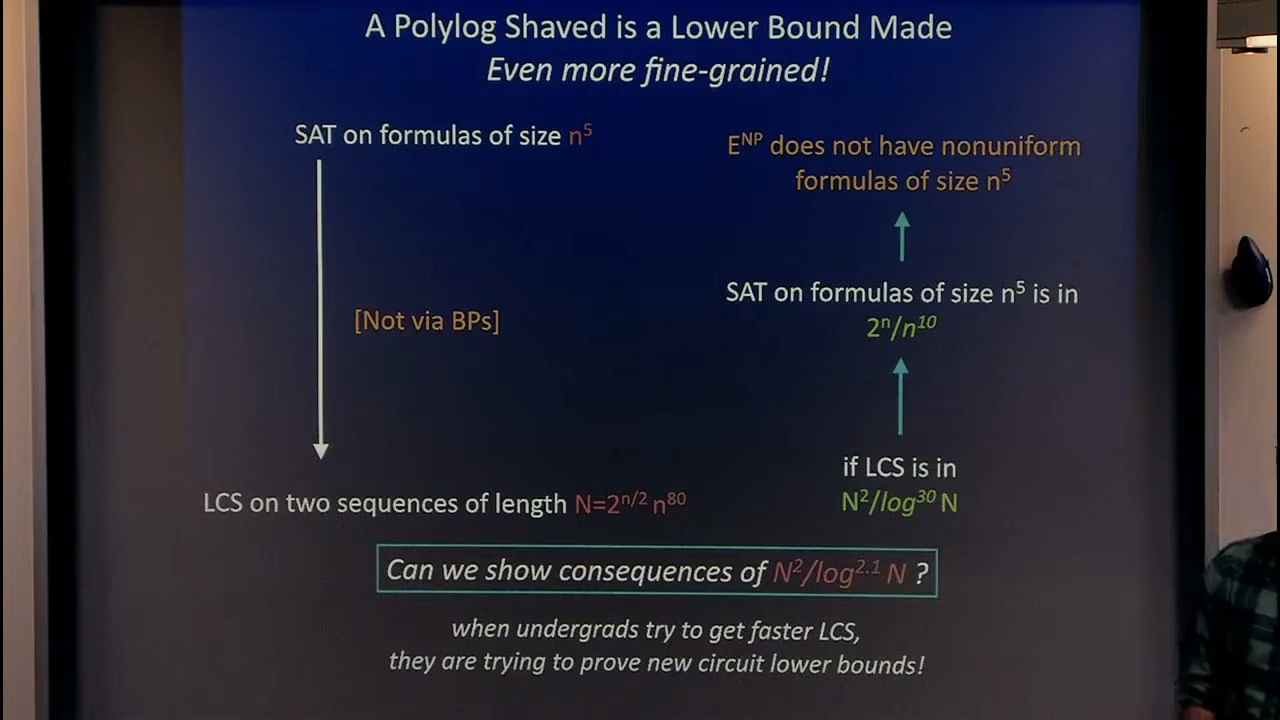 A Polylog Shaved is a Lower Bound Made
Even more fine-grained!
SAT on formulas of size n⁵
[Not via BPs]
LCS on two sequences of length N=2ⁿᐟ² n⁸⁰
Eᴺᴾ does not have nonuniform
formulas of size n⁵
SAT on formulas of size n⁵ is in
2ⁿ/n¹⁰
if LCS is in
N²/log³⁰ N
Can we show consequences of N²/log²·¹ N ?
when undergrads try to get faster LCS,
they are trying to prove new circuit lower bounds!